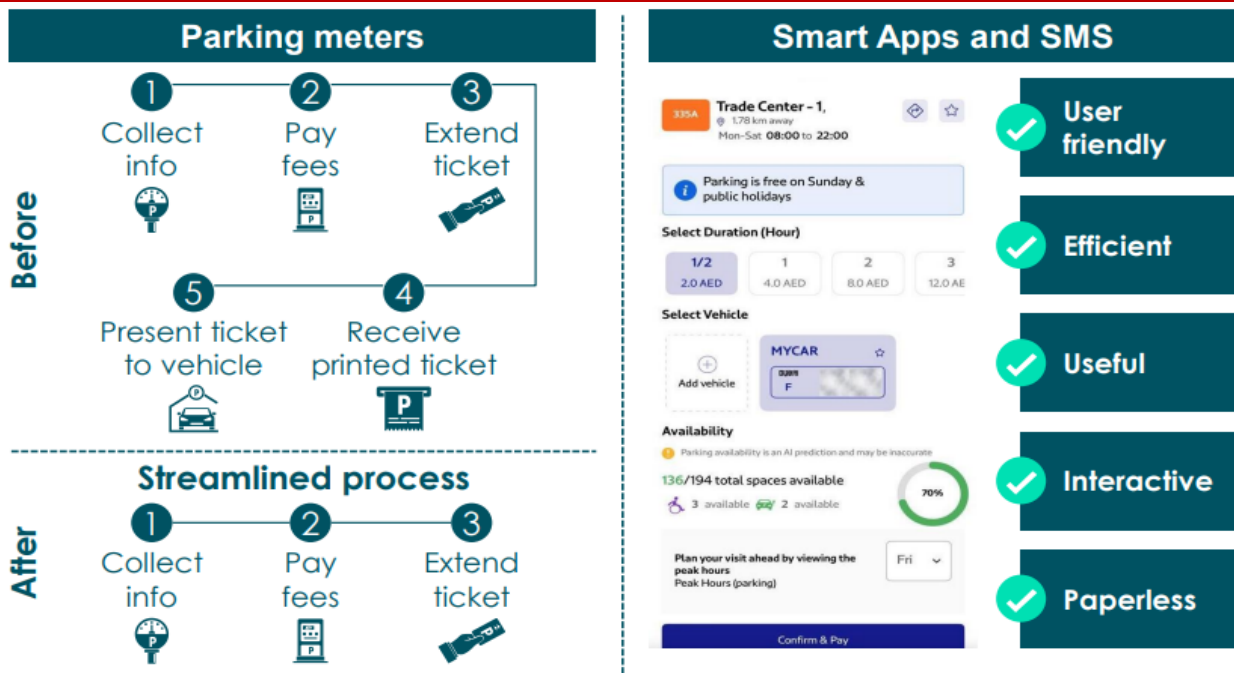 Parking meters
1
2
3
Collect
info
Pay
fees
Extend
ticket
Before
5
4
Present ticket
to vehicle
Receive
printed ticket
P
Streamlined process
After
1
2
3
Collect
info
Pay
fees
Extend
ticket
Smart Apps and SMS
335A
Trade Center - 1,
1.78 km away
Mon-Sat 08:00 to 22:00
Parking is free on Sunday &
public holidays
Select Duration (Hour)
1/2
2.0 AED
1
4.0 AED
2
8.0 AED
3
12.0 AE
Select Vehicle
Add vehicle
MYCAR
F
Availability
Parking availability is an AI prediction and may be inaccurate
136/194 total spaces available
3 available 2 available
70%
Plan your visit ahead by viewing the
peak hours
Peak Hours (parking)
Fri
Confirm & Pay
User
friendly
Efficient
Useful
Interactive
Paperless